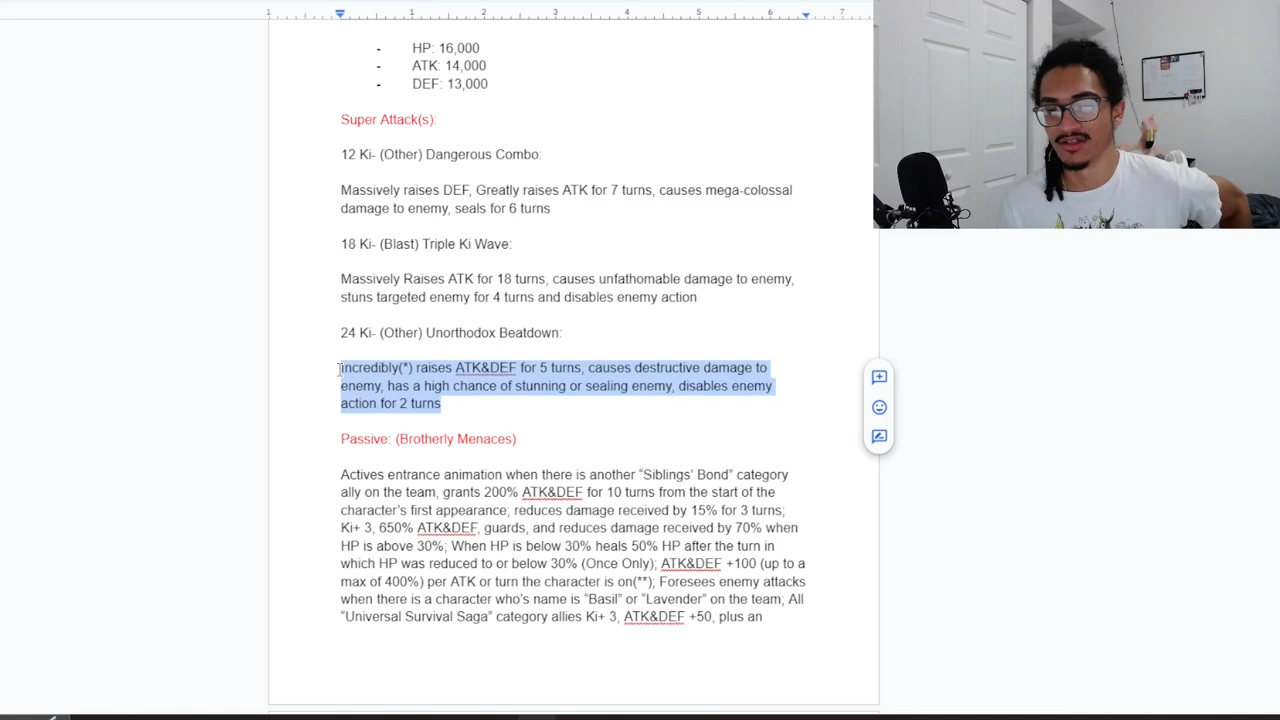 1 1 2 3 4 5 6 7
- HP: 16,000
- ATK: 14,000
- DEF: 13,000
Super Attack(s):
12 Ki- (Other) Dangerous Combo:
Massively raises DEF, Greatly raises ATK for 7 turns, causes mega-colossal
damage to enemy, seals for 6 turns
18 Ki- (Blast) Triple Ki Wave:
Massively Raises ATK for 18 turns, causes unfathomable damage to enemy,
stuns targeted enemy for 4 turns and disables enemy action
24 Ki- (Other) Unorthodox Beatdown:
Incredibly(*) raises ATK&DEF for 5 turns, causes destructive damage to
enemy, has a high chance of stunning or sealing enemy, disables enemy
action for 2 turns
Passive: (Brotherly Menaces)
Actives entrance animation when there is another “Siblings’ Bond” category
ally on the team, grants 200% ATK&DEF for 10 turns from the start of the
character’s first appearance; reduces damage received by 15% for 3 turns;
Ki+ 3, 650% ATK&DEF, guards, and reduces damage received by 70% when
HP is above 30%; When HP is below 30% heals 50% HP after the turn in
which HP was reduced to or below 30% (Once Only); ATK&DEF +100 (up to a
max of 400%) per ATK or turn the character is on(**); Foresees enemy attacks
when there is a character who’s name is “Basil” or “Lavender” on the team; All
“Universal Survival Saga” category allies Ki+ 3, ATK&DEF +50, plus an